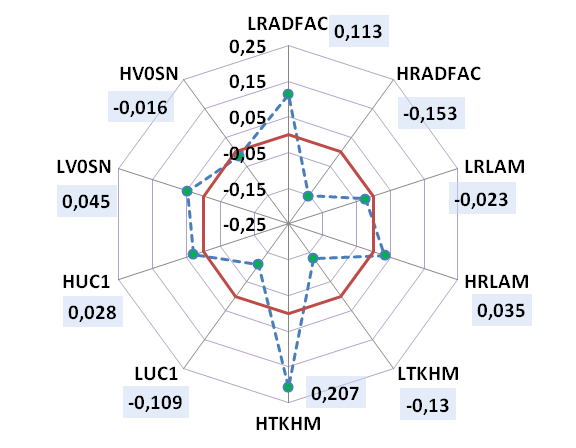 LRADFAC
0,113
0,25
0,15
0,05
-0,05
-0,15
-0,25
HRADFAC
-0,153
LRLAM
-0,023
HRLAM
0,035
LTKHM
-0,13
HTKHM
0,207
LUC1
-0,109
HUC1
0,028
LV0SN
0,045
HV0SN
-0,016